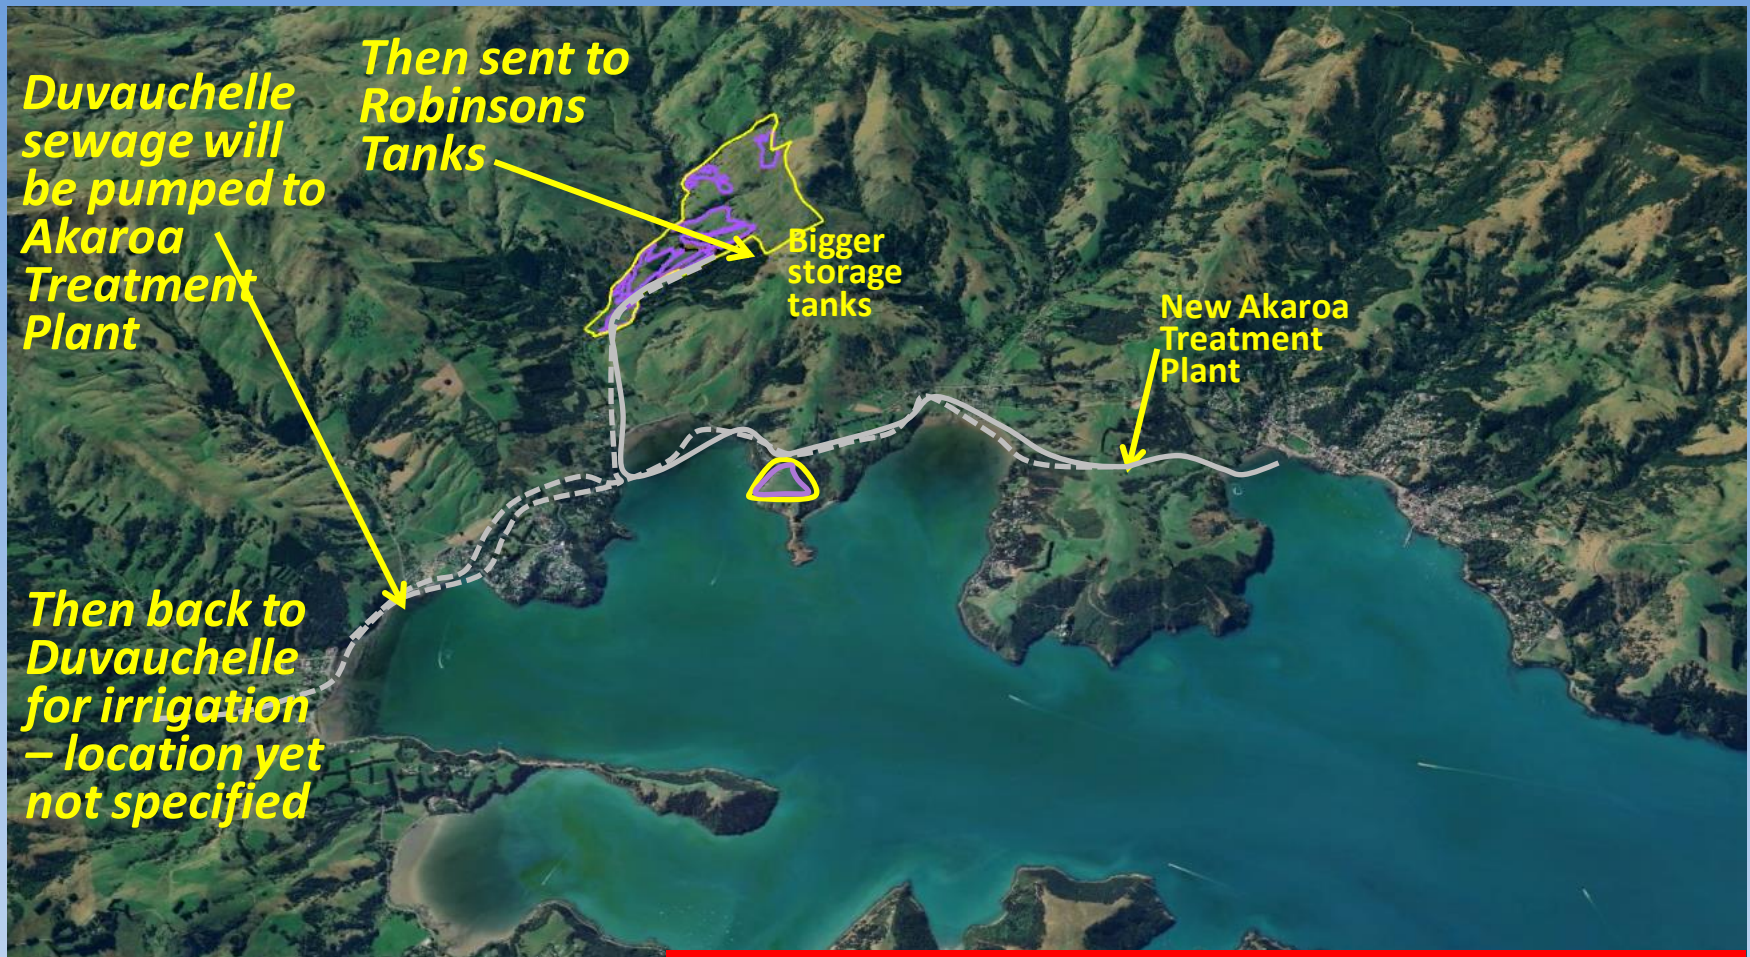 Duvauchelle
sewage will
be pumped to
Akaroa
Treatment
Plant
Then sent to
Robinsons
Tanks
Bigger
storage
tanks
New Akaroa
Treatment
Plant
Then back to
Duvauchelle
for irrigation
– location yet
not specified